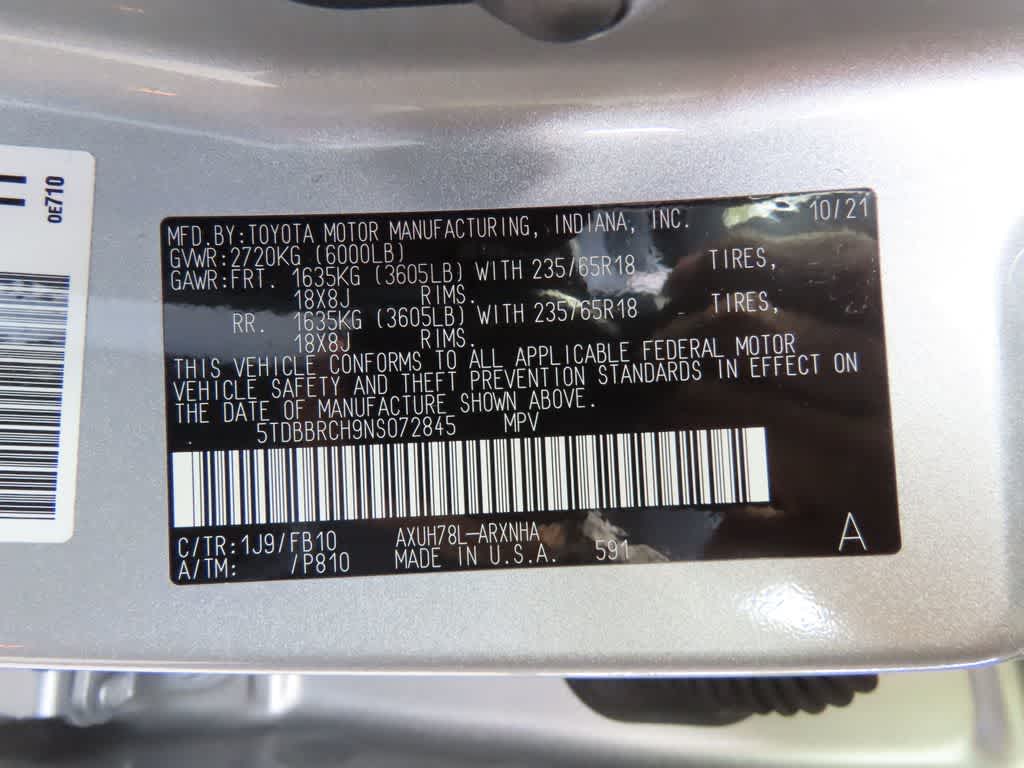 0E710
MFD.BY:TOYOTA MOTOR MANUFACTURING, INDIANA, INC. 10/21
GVWR:2720KG (6000LB)
GAWR:FRT. 1635KG (3605LB) WITH 235/65R18 TIRES,
18X8J RIMS.
RR. 1635KG (3605LB) WITH 235/65R18 TIRES,
18X8J RIMS.
THIS VEHICLE CONFORMS TO ALL APPLICABLE FEDERAL MOTOR
VEHICLE SAFETY AND THEFT PREVENTION STANDARDS IN EFFECT ON
THE DATE OF MANUFACTURE SHOWN ABOVE.
5TDBBRCH9NS072845 MPV
C/TR:1J9/FB10 AXUH78L-ARXNHA
A/TM: /P810 MADE IN U.S.A. 591 A